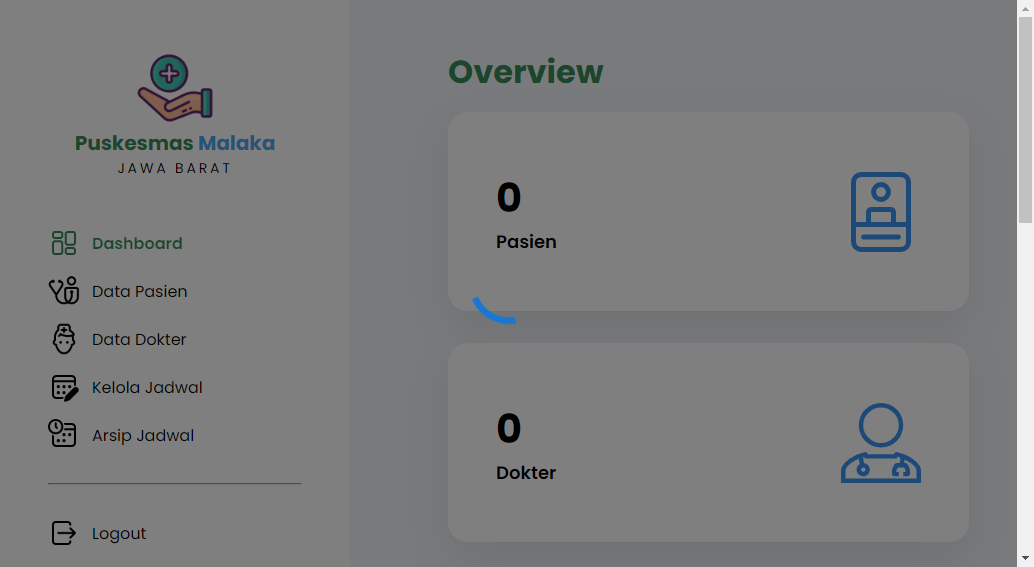 Puskesmas Malaka
JAWA BARAT
Dashboard
Data Pasien
Data Dokter
Kelola Jadwal
Arsip Jadwal
Logout
Overview
0
Pasien
0
Dokter